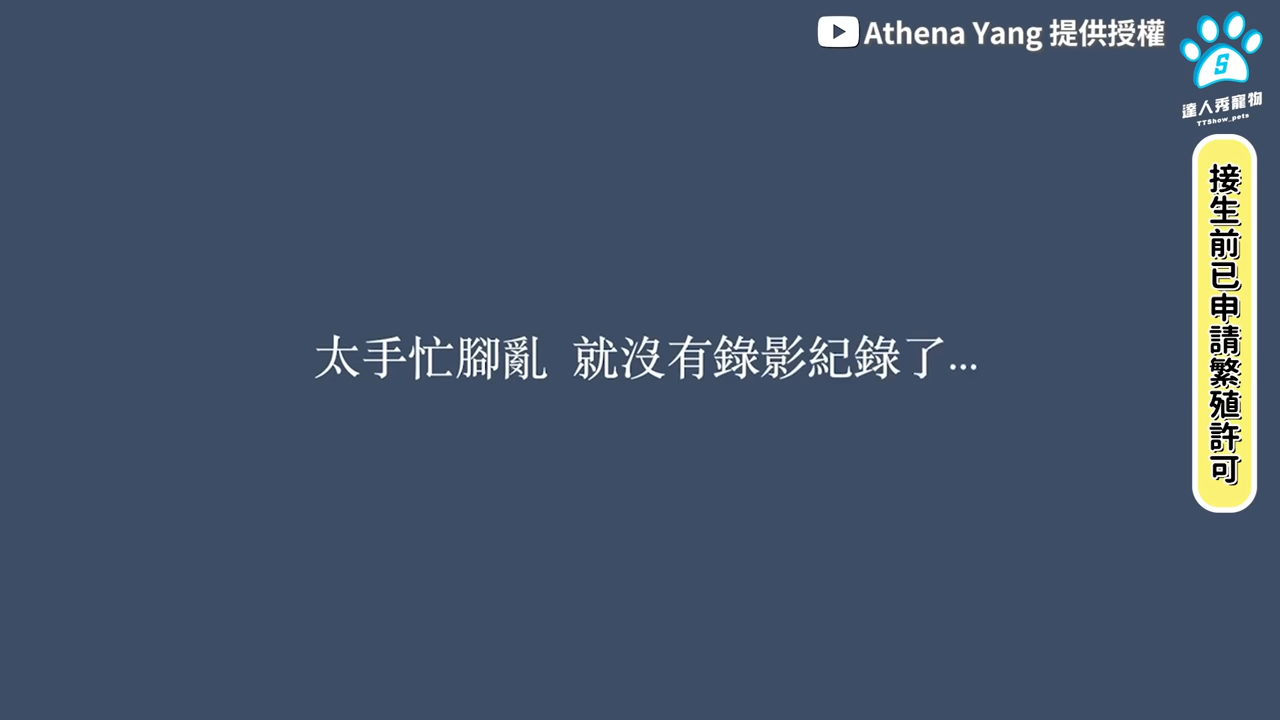 Athena Yang 提供授權
S
達人秀寵物
TTShow_pets
接生前已申請繁殖許可
太手忙腳亂 就沒有錄影紀錄了...